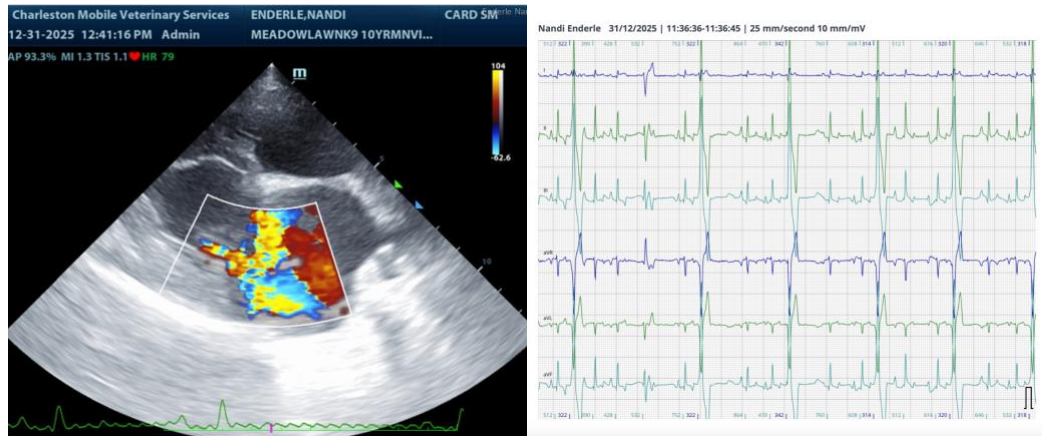 Charleston Mobile Veterinary Services ENDERLE,NANDI CARD SM
12-31-2025 12:41:16 PM Admin MEADOWLAWNK9 10YRMNVI...
AP 93.3% MI 1.3 TIS 1.1 HR 79
m
104
-62.6
5
10
Nandi Enderle 31/12/2025 | 11:36:36-11:36:45 | 25 mm/second 10 mm/mV
I
II
III
aVR
aVL
aVF